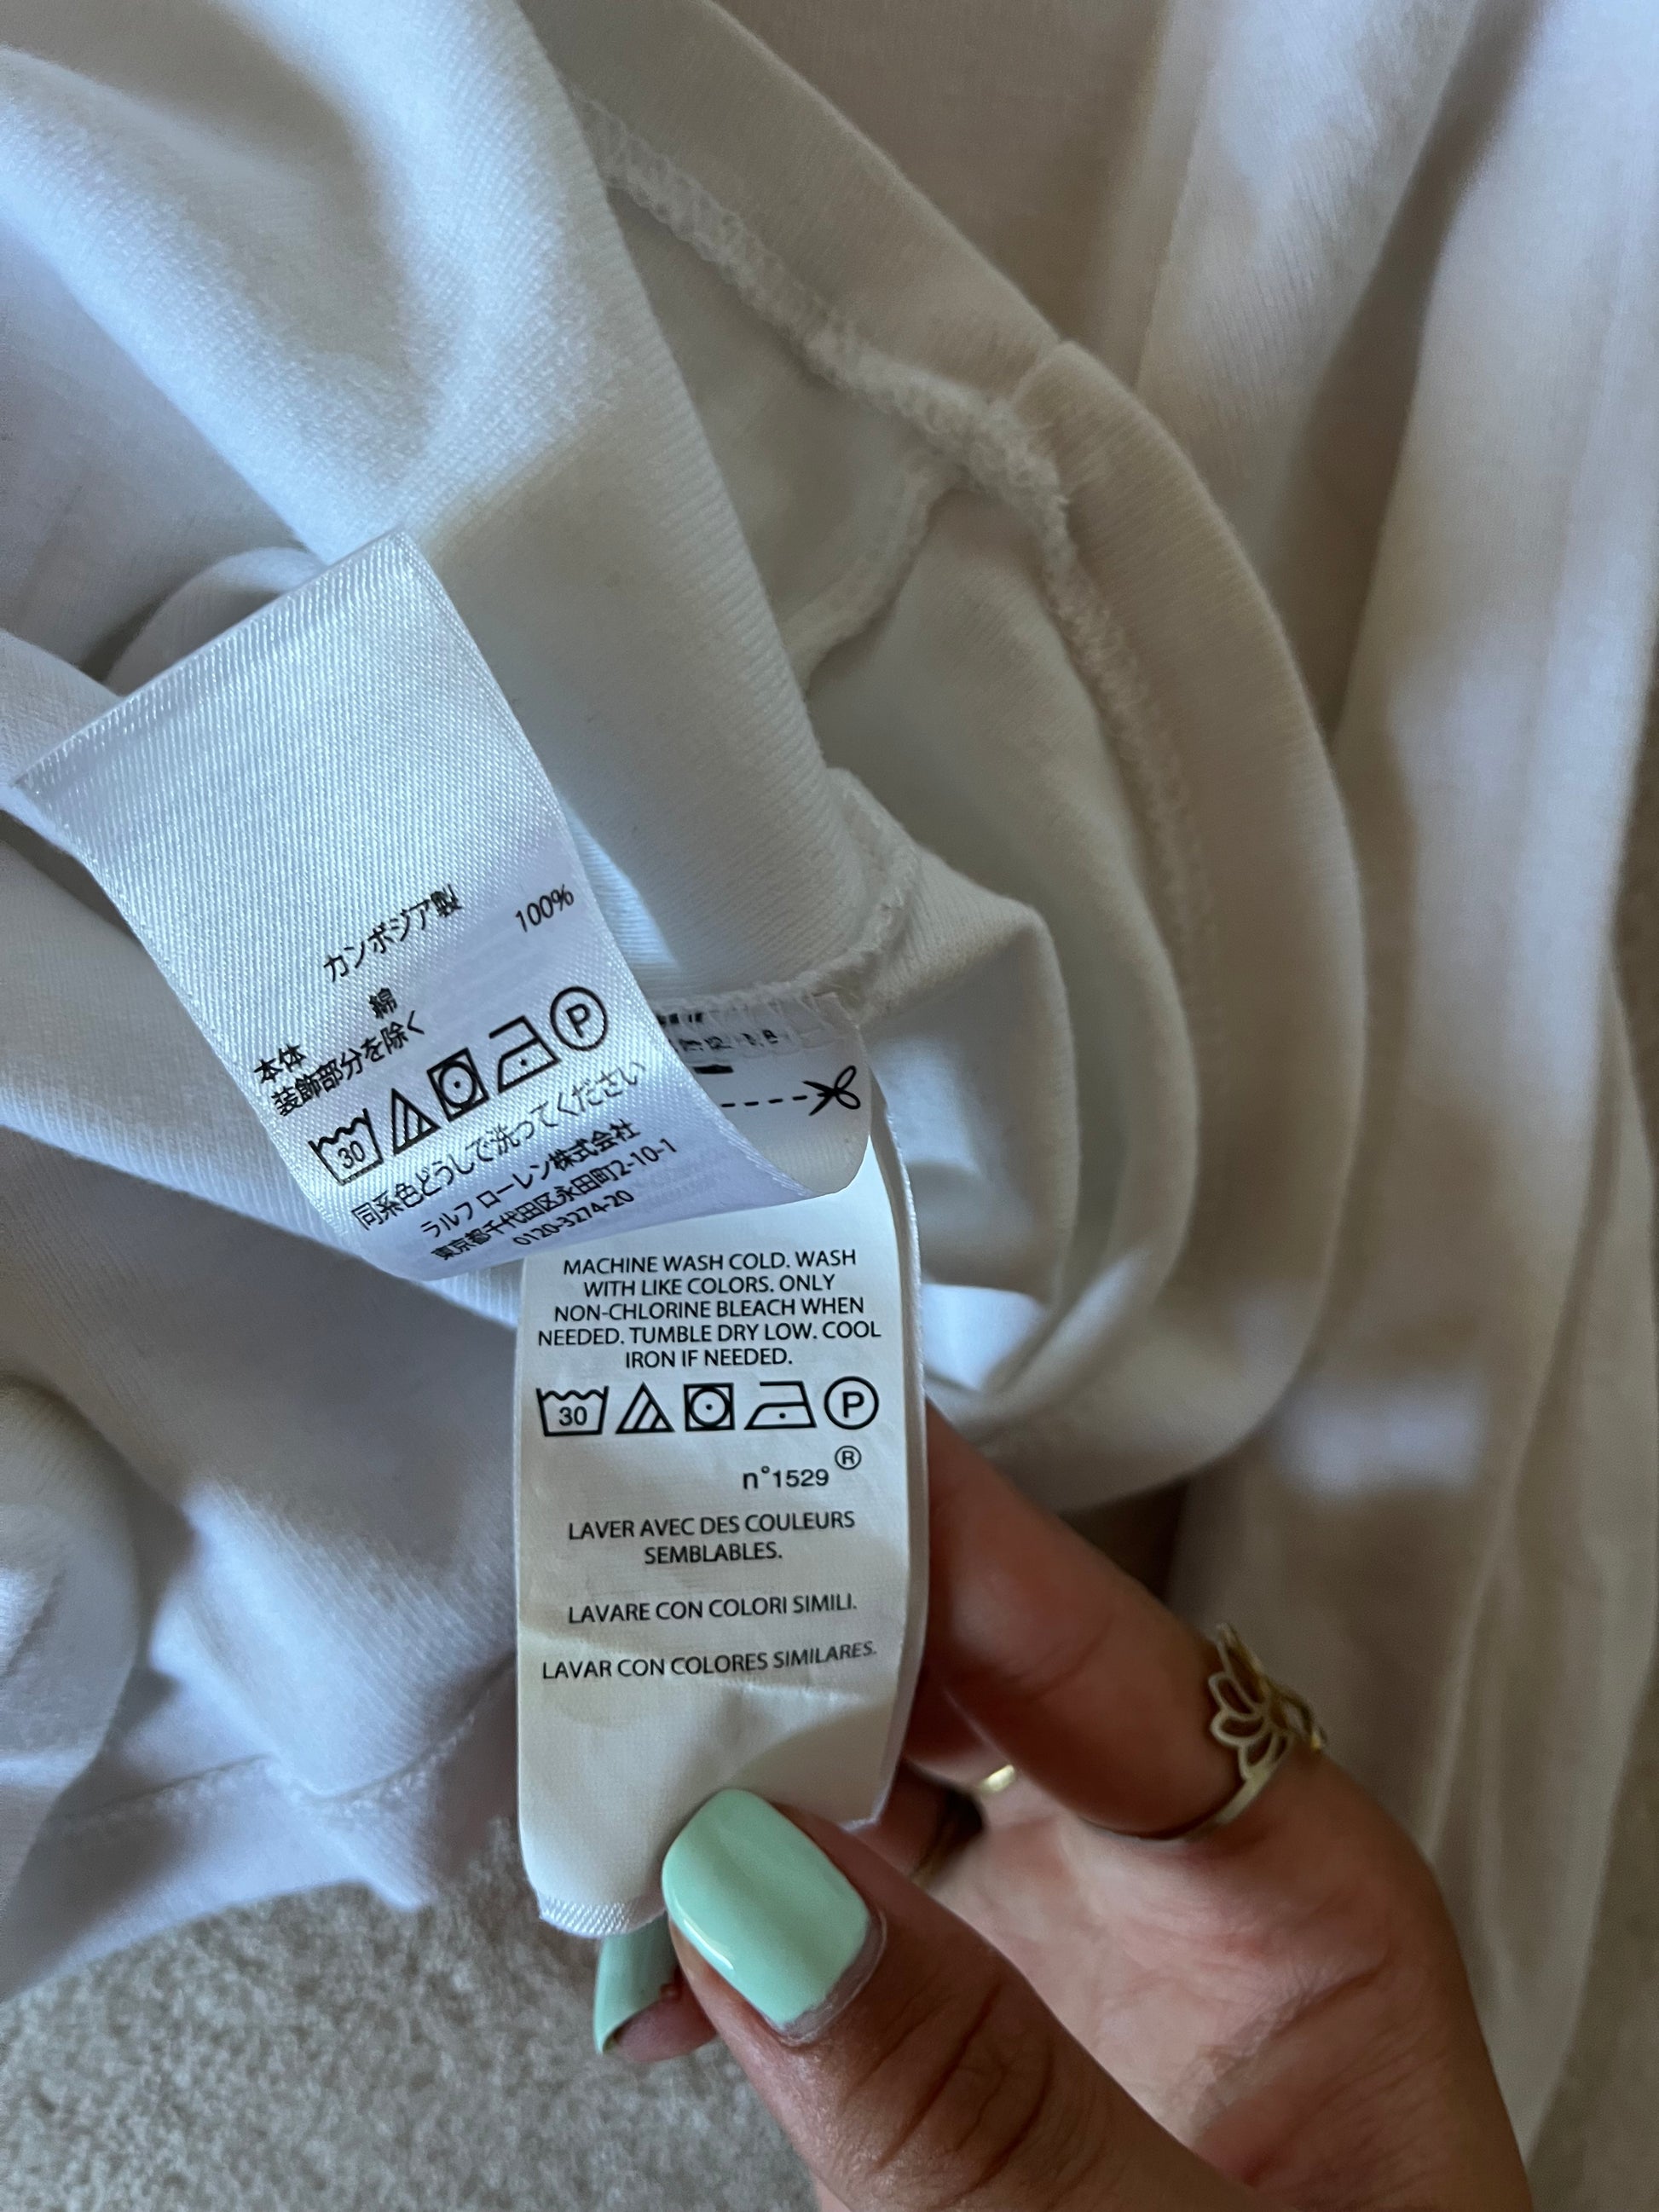 カンボジア製
綿 100%
本体
装飾部分を除く
30 P
同系色どうしで洗ってください
ラルフ ローレン株式会社
東京都千代田区永田町2-10-1
0120-3274-20
MACHINE WASH COLD. WASH
WITH LIKE COLORS. ONLY
NON-CHLORINE BLEACH WHEN
NEEDED. TUMBLE DRY LOW. COOL
IRON IF NEEDED.
30 P
n°1529 ®
LAVER AVEC DES COULEURS
SEMBLABLES.
LAVARE CON COLORI SIMILI.
LAVAR CON COLORES SIMILARES.